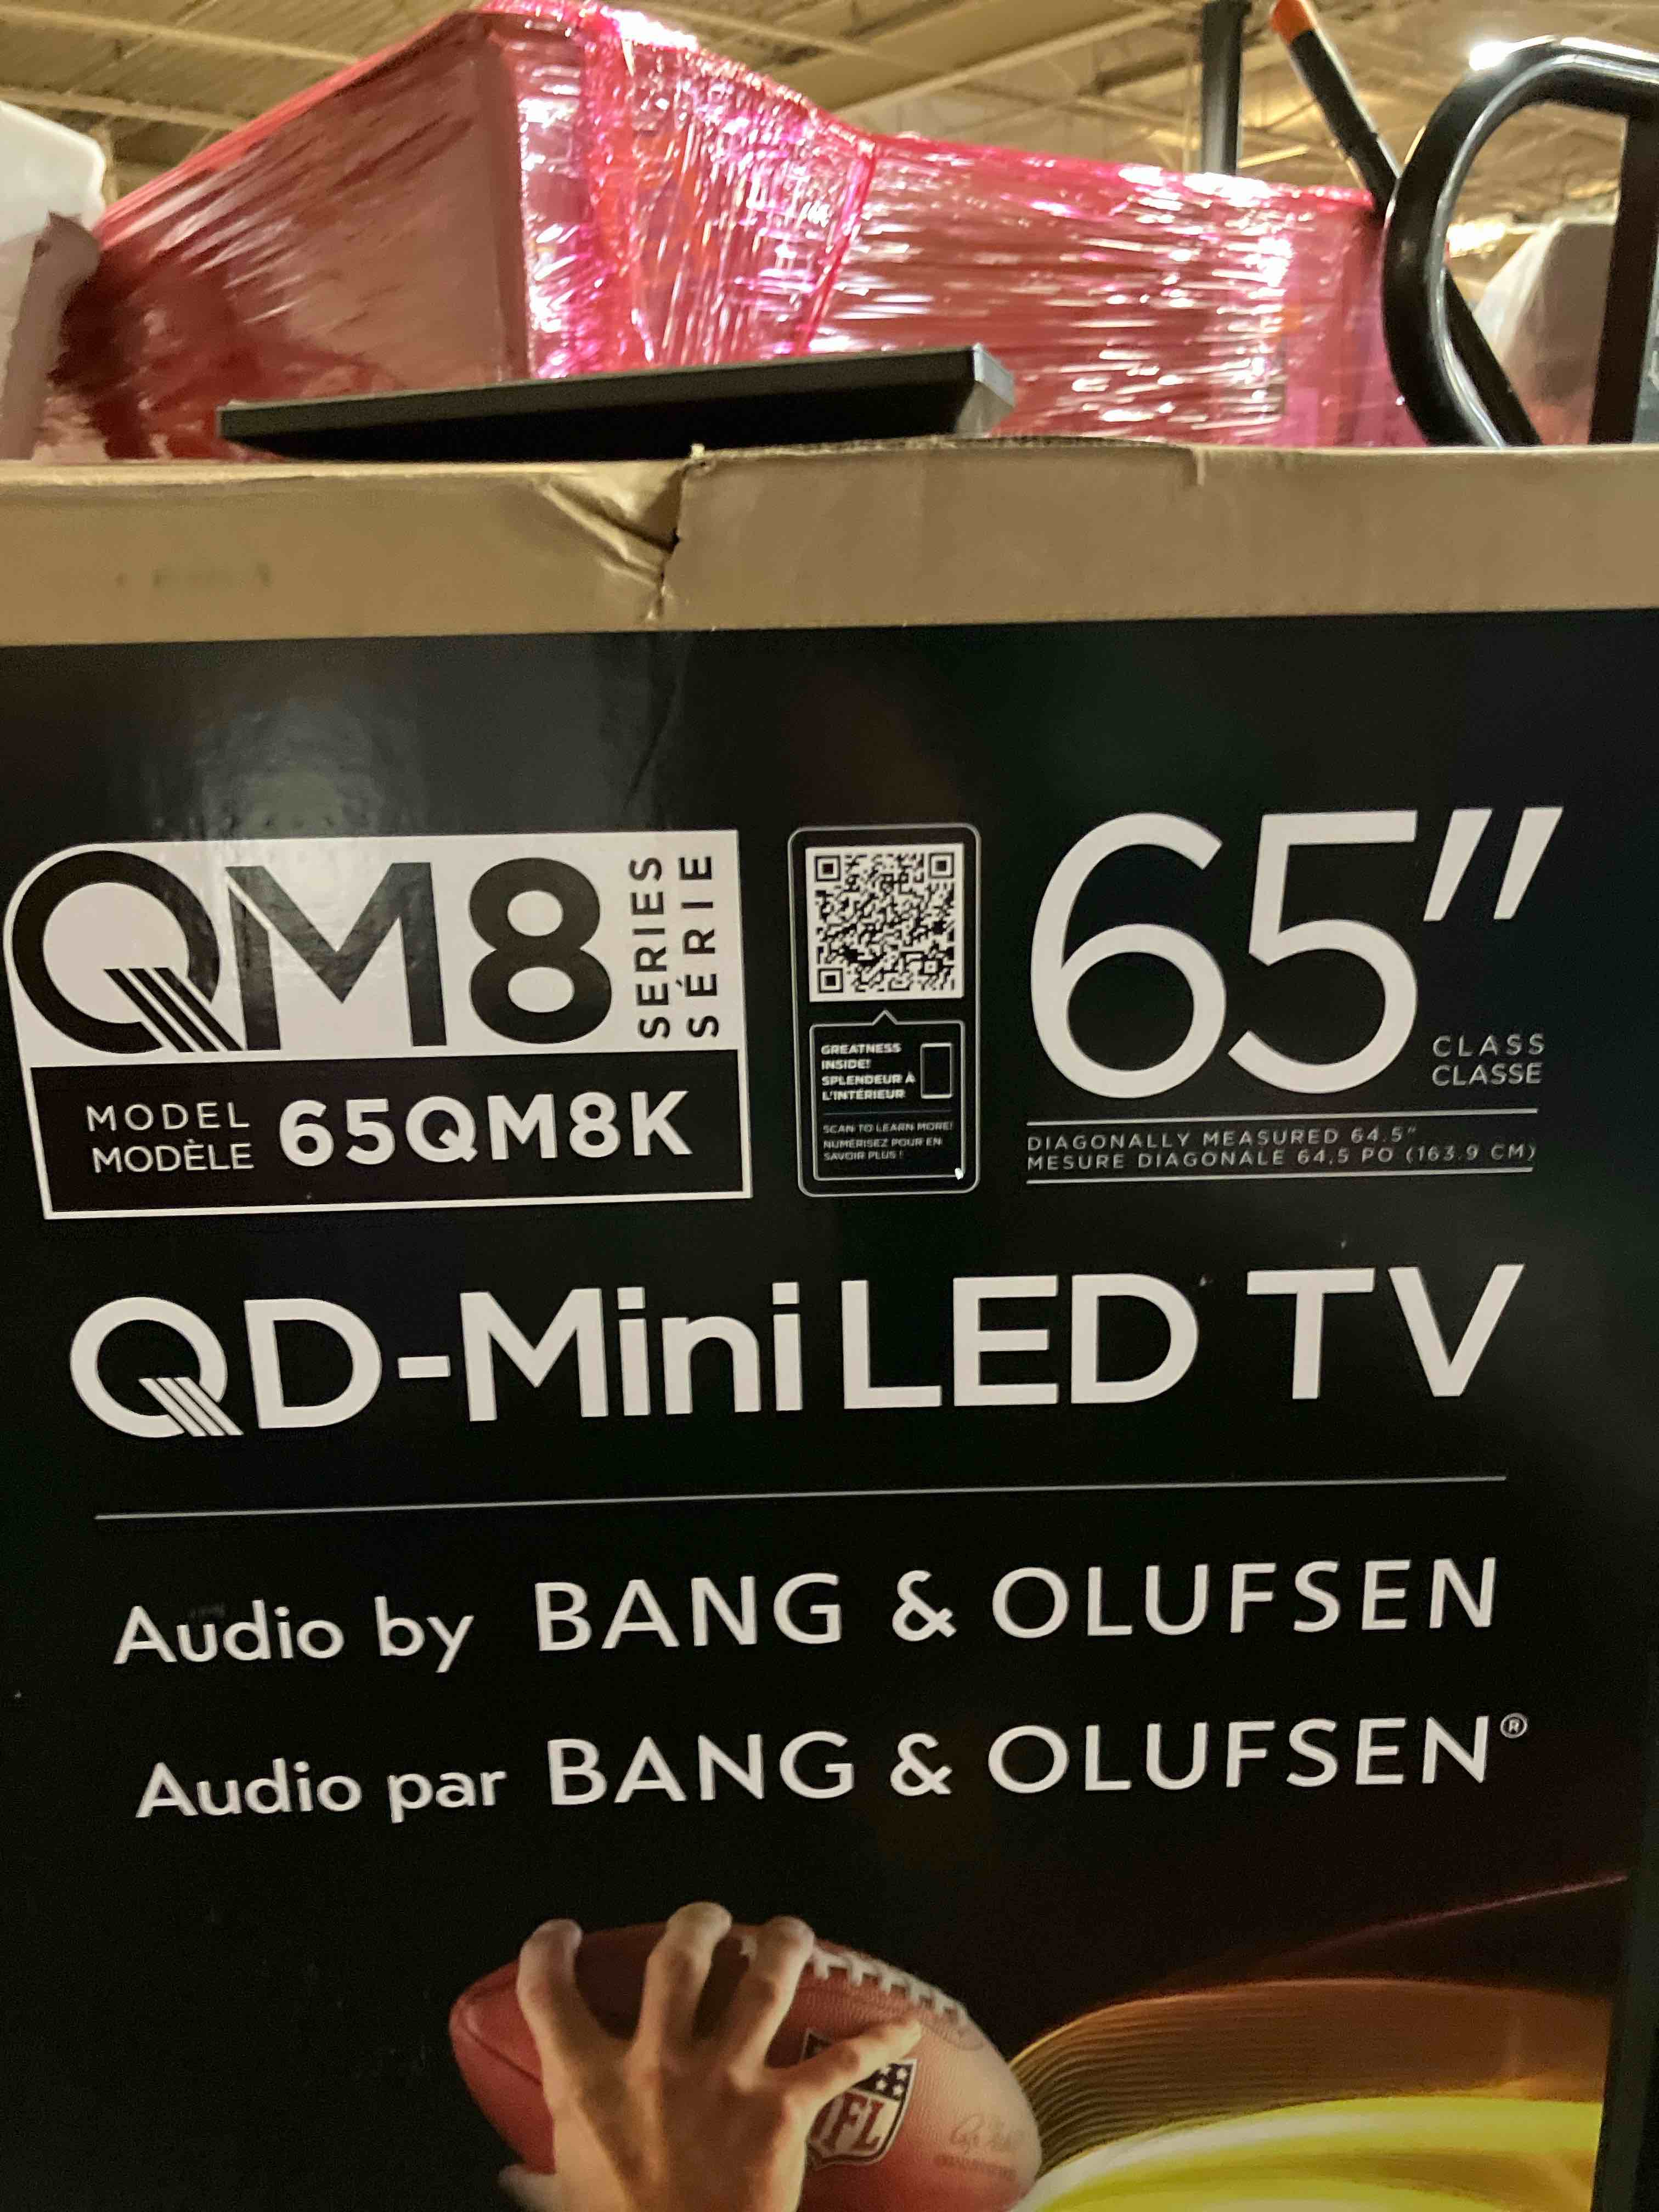 QM8 SERIES SÉRIE
MODEL
MODÈLE
65QM8K
GREATNESS
INSIDE!
SPLENDEUR À
L'INTÉRIEUR
SCAN TO LEARN MORE!
NUMÉRISEZ POUR EN
SAVOIR PLUS !
65"
CLASS
CLASSE
DIAGONALLY MEASURED 64.5"
MESURE DIAGONALE 64,5 PO (163.9 CM)
QD-MiniLED TV
Audio by BANG & OLUFSEN
Audio par BANG & OLUFSEN®
NFL